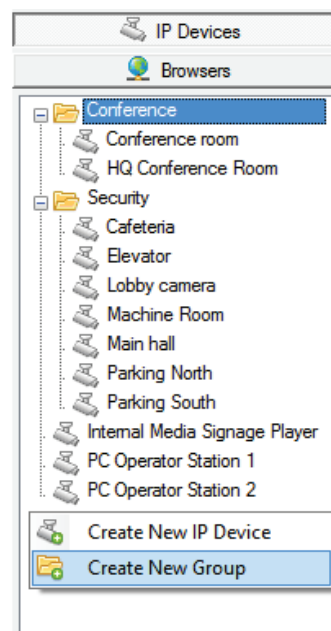 IP Devices
Browsers
Conference
Conference room
HQ Conference Room
Security
Cafeteria
Elevator
Lobby camera
Machine Room
Main hall
Parking North
Parking South
Internal Media Signage Player
PC Operator Station 1
PC Operator Station 2
Create New IP Device
Create New Group